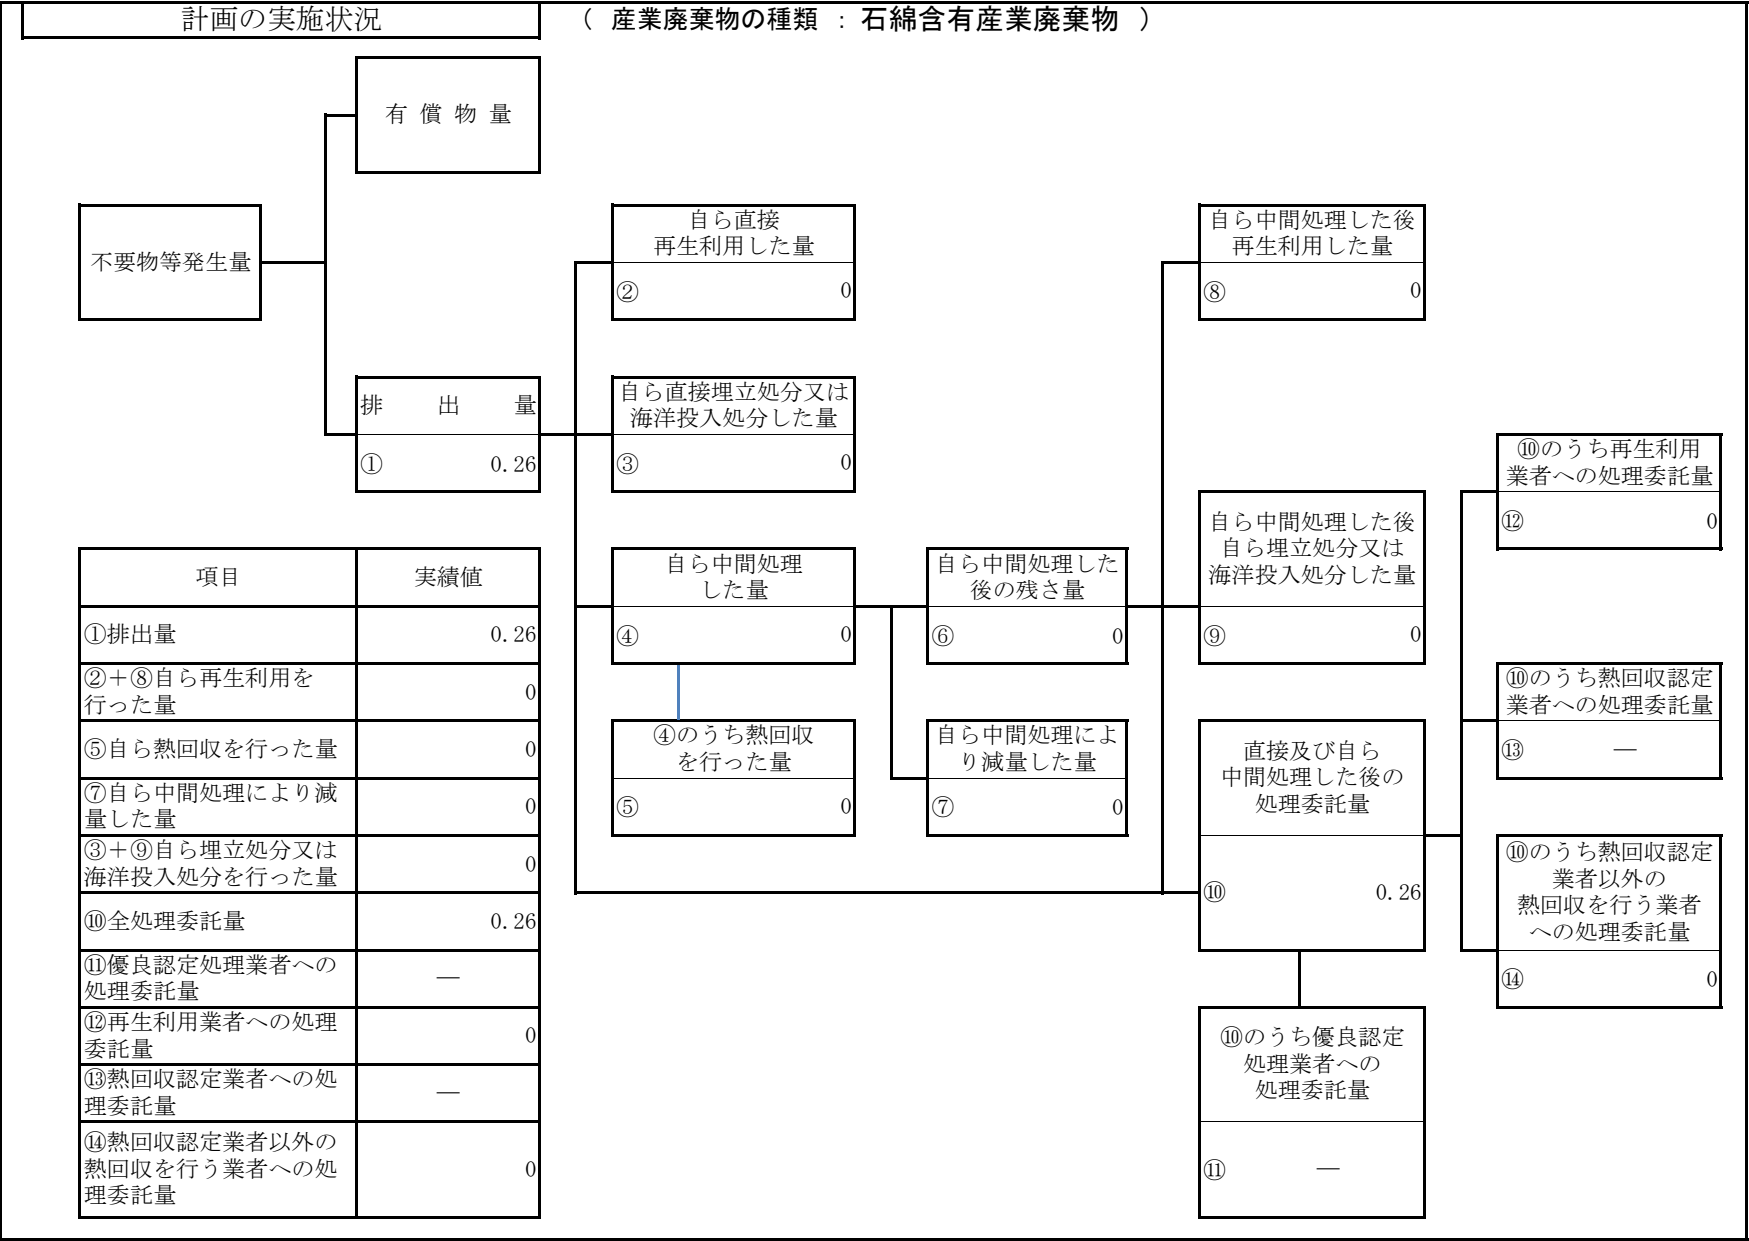 計画の実施状況
（ 産業廃棄物の種類 ： 石綿含有産業廃棄物 ）
有 償 物 量
不要物等発生量
排 出 量
① 0.26
自ら直接
再生利用した量
② 0
自ら直接埋立処分又は
海洋投入処分した量
③ 0
自ら中間処理
した量
④ 0
④のうち熱回収
を行った量
⑤ 0
自ら中間処理した
後の残さ量
⑥ 0
自ら中間処理によ
り減量した量
⑦ 0
自ら中間処理した後
再生利用した量
⑧ 0
自ら中間処理した後
自ら埋立処分又は
海洋投入処分した量
⑨ 0
直接及び自ら
中間処理した後の
処理委託量
⑩ 0.26
⑩のうち優良認定
処理業者への
処理委託量
⑪ ―
⑩のうち再生利用
業者への処理委託量
⑫ 0
⑩のうち熱回収認定
業者への処理委託量
⑬ ―
⑩のうち熱回収認定
業者以外の
熱回収を行う業者
への処理委託量
⑭ 0
項目 実績値
①排出量 0.26
②＋⑧自ら再生利用を
行った量 0
⑤自ら熱回収を行った量 0
⑦自ら中間処理により減
量した量 0
③＋⑨自ら埋立処分又は
海洋投入処分を行った量 0
⑩全処理委託量 0.26
⑪優良認定処理業者への
処理委託量 ―
⑫再生利用業者への処理
委託量 0
⑬熱回収認定業者への処
理委託量 ―
⑭熱回収認定業者以外の
熱回収を行う業者への処
理委託量 0